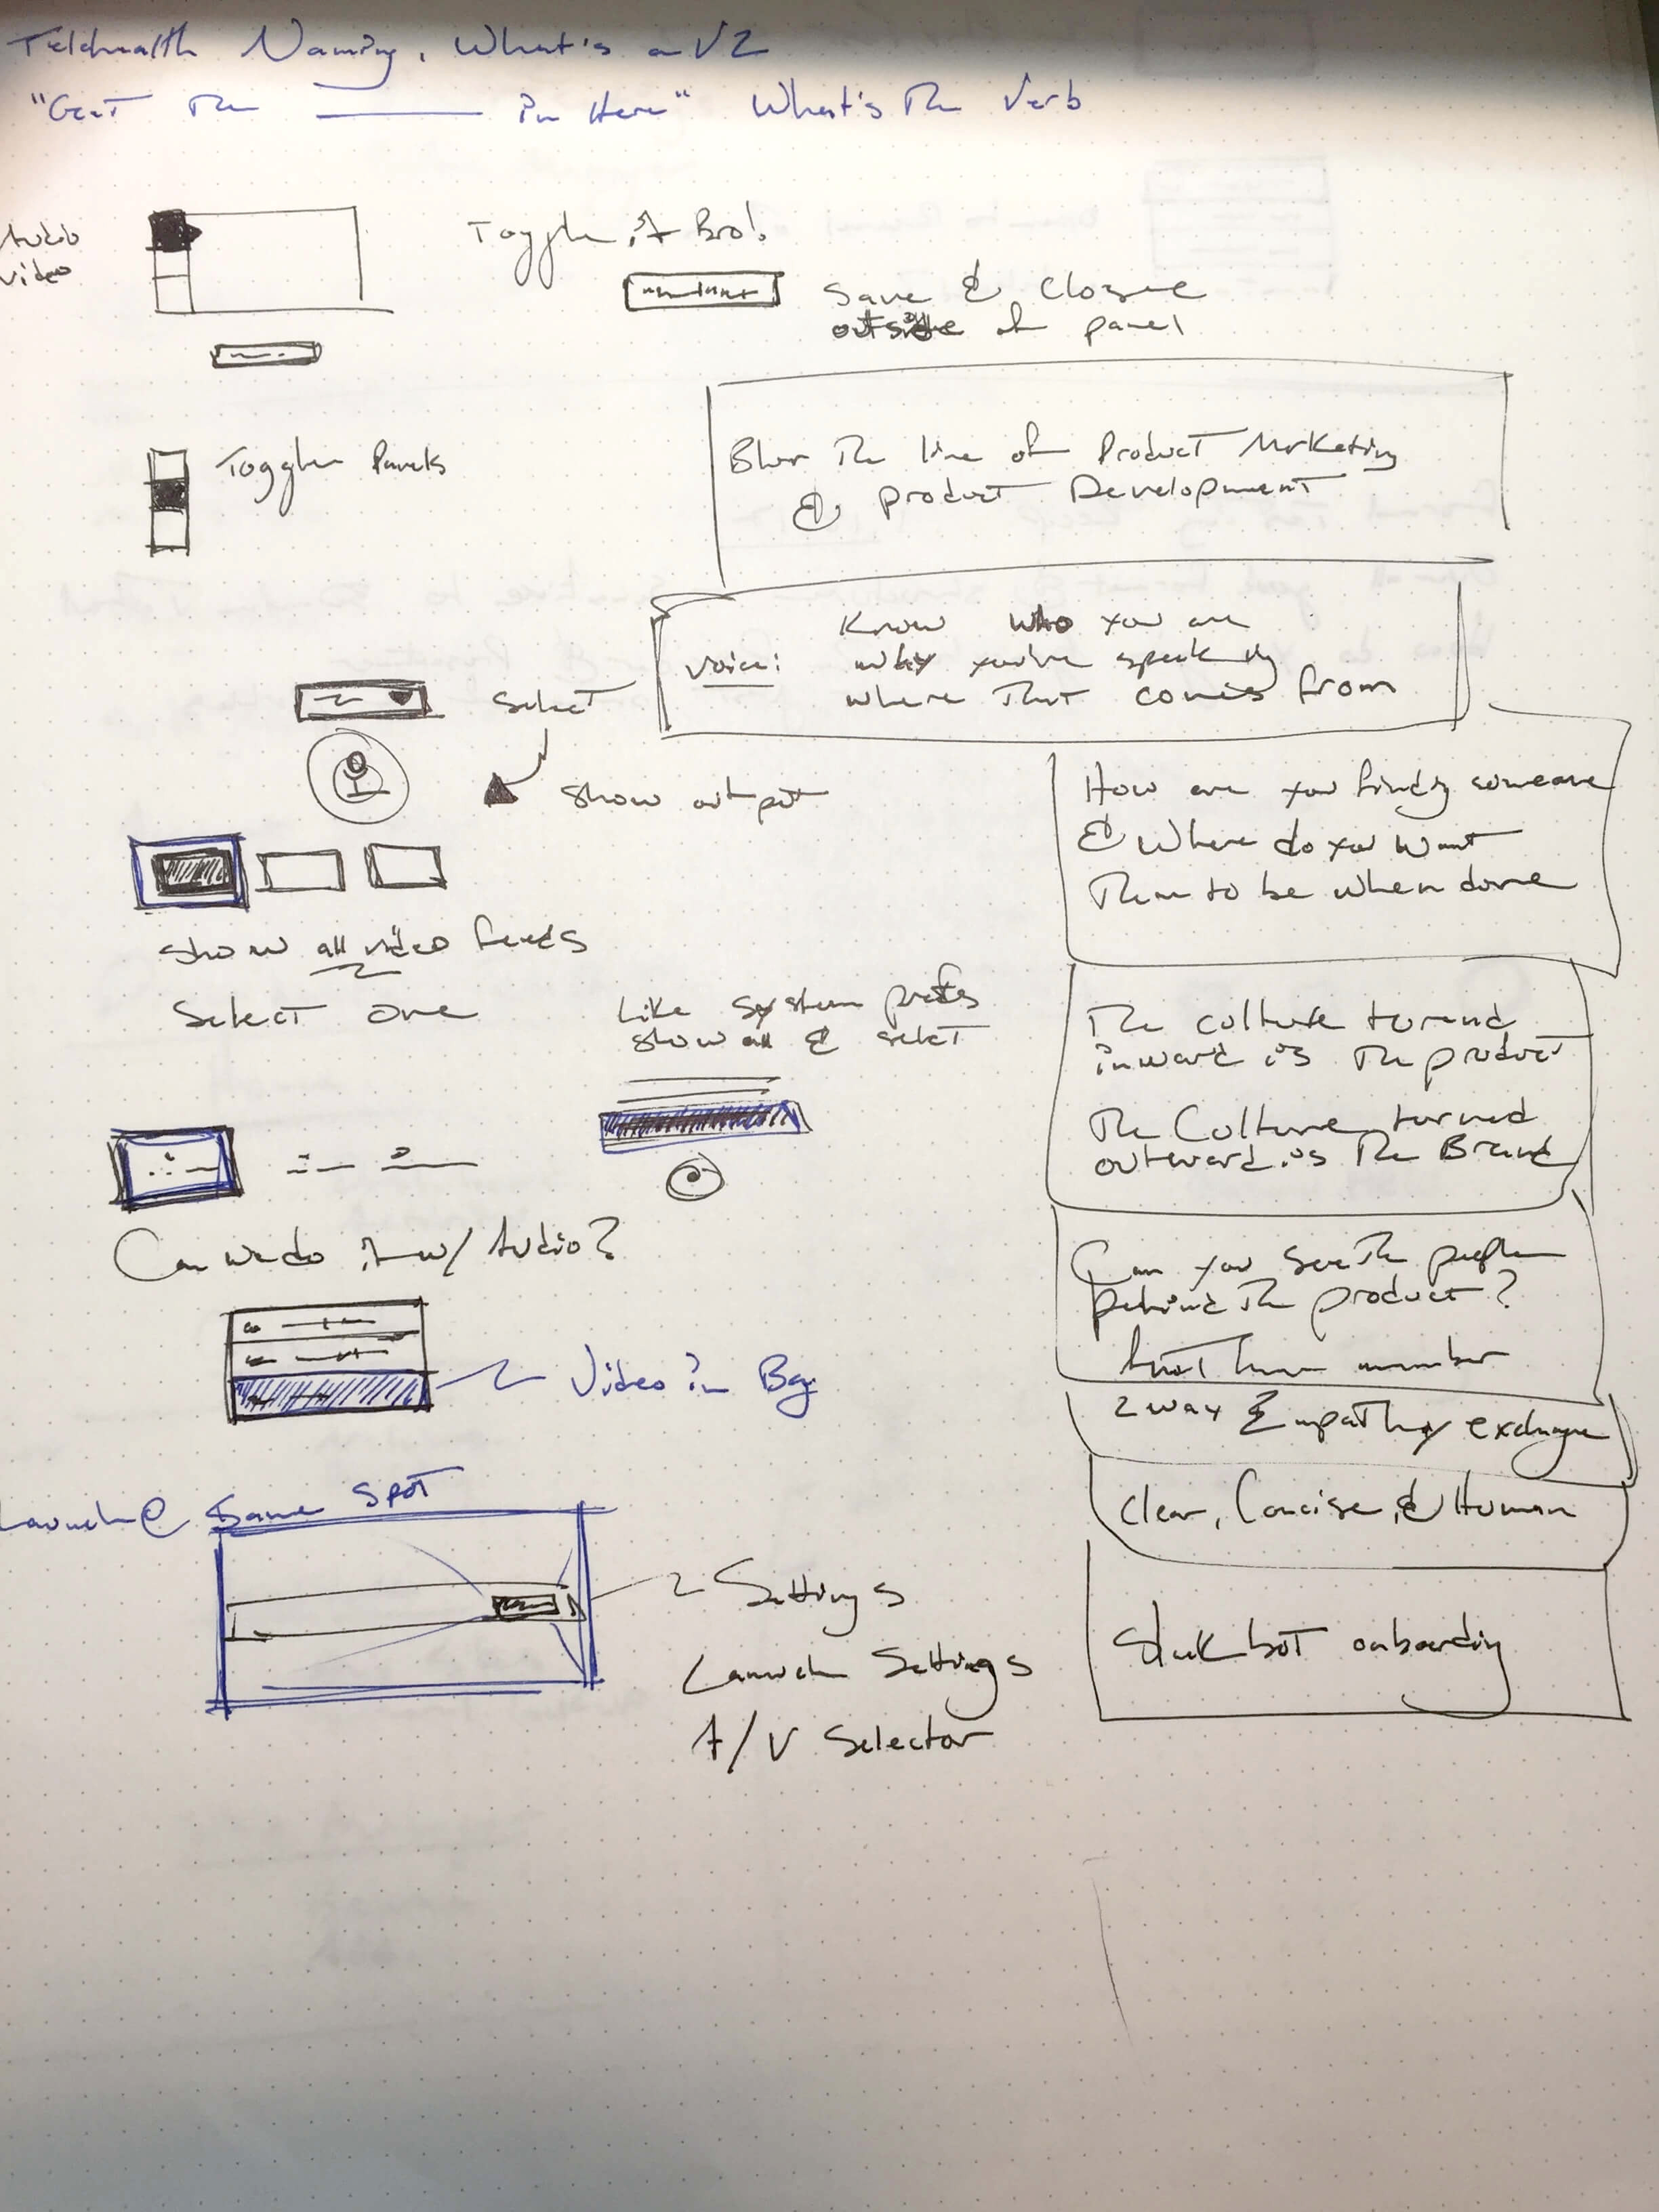 Telehealth Naming, What's a V2
"Get The ______ in Here" What's The Verb
Audio
Video
Toggle it Bro!
Save & Closue
outside of panel
Toggle Panels
Blur The line of Product Marketing
& product Development
Voice:
Know who you are
why you're speaking
where That comes from
Select
Show output
How are you finding someone
& Where do you want
Them to be when done
Show all video feeds
Select one
Like system prefs
show all & select
The culture turned
inward is The product
The Culture turned
outward is The Brand
Can we do it w/ Audio?
Can you see The people
behind The product?
number
2 way Empathy exchange
Video in Bg
Clear, Concise, & Human
Launch @ Same SPOT
Settings
Launch Settings
A/V Selector
Slack bot onboarding